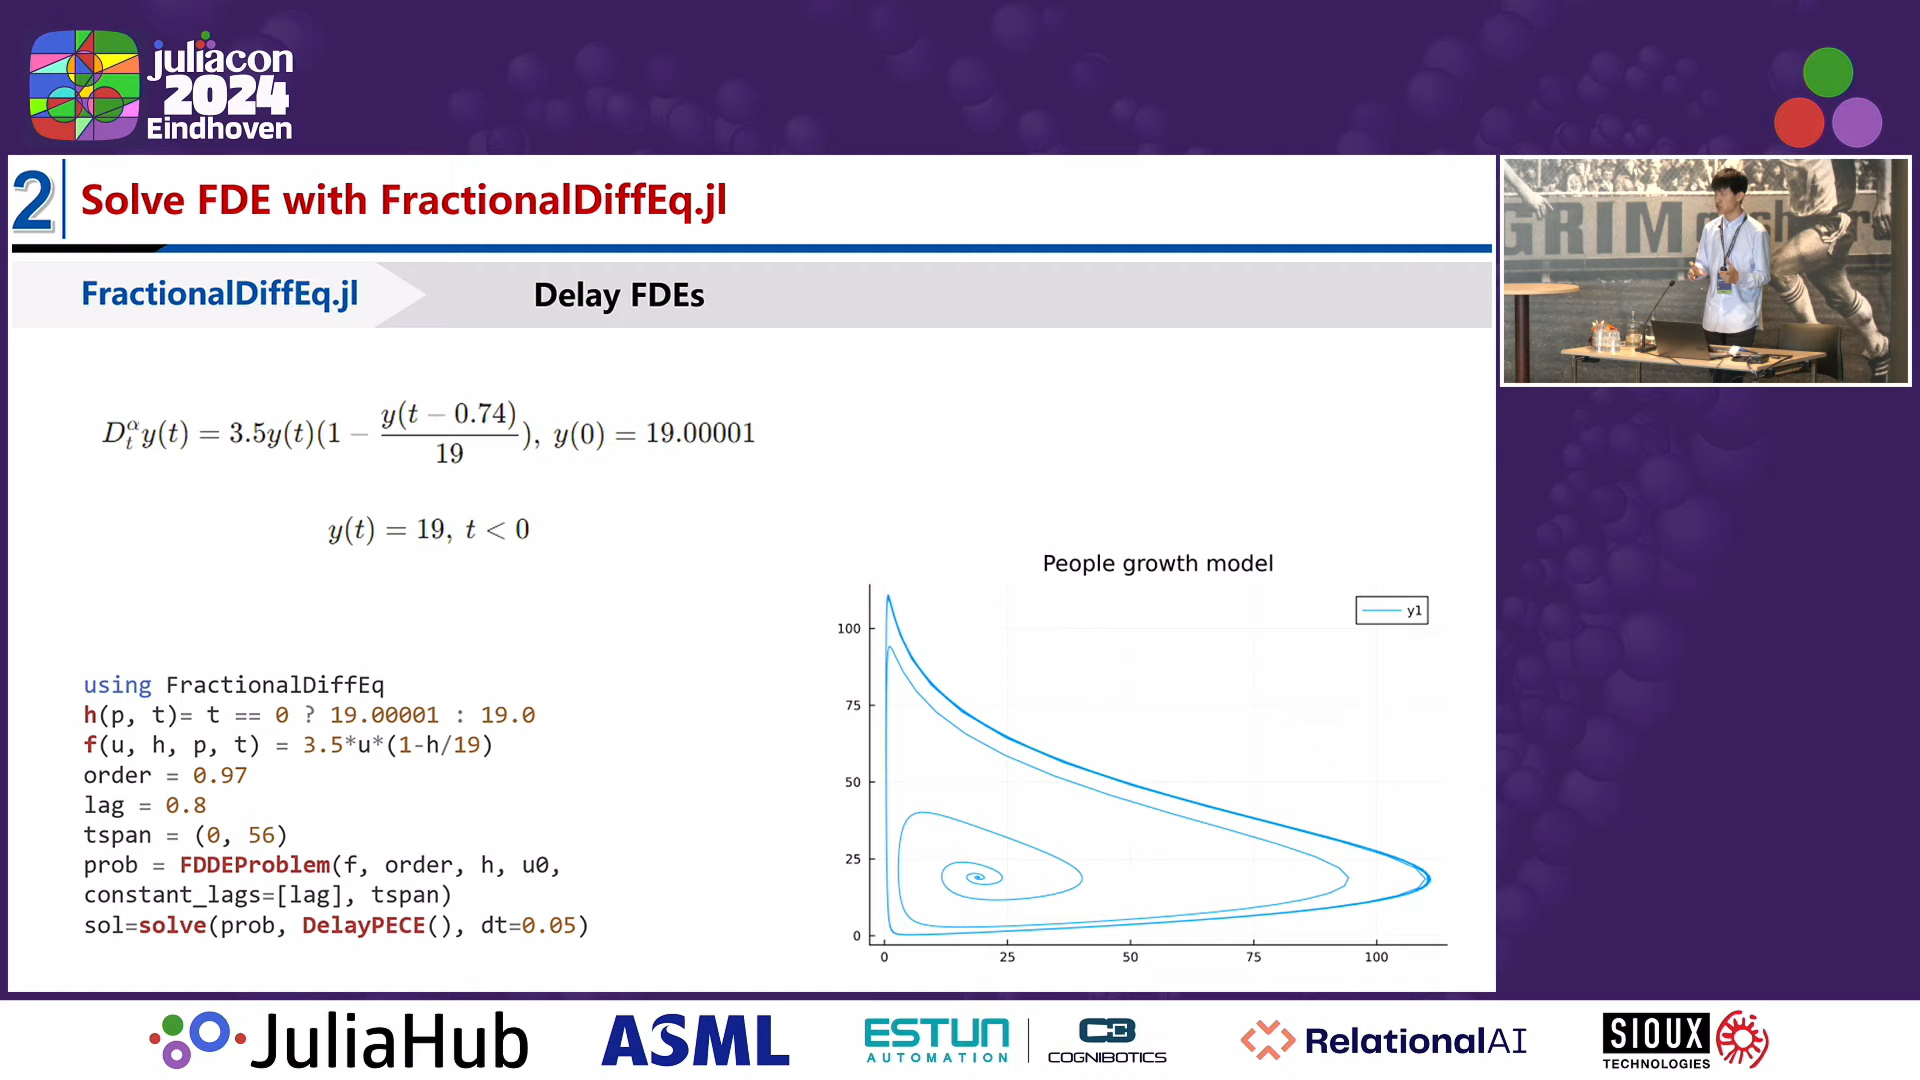 juliacon
2024
Eindhoven
2
Solve FDE with FractionalDiffEq.jl
GRIM
FractionalDiffEq.jl
Delay FDEs
D_t^α y(t) = 3.5y(t)(1 − y(t − 0.74)/19), y(0) = 19.00001
y(t) = 19, t < 0
using FractionalDiffEq
h(p, t)= t == 0 ? 19.00001 : 19.0
f(u, h, p, t) = 3.5*u*(1-h/19)
order = 0.97
lag = 0.8
tspan = (0, 56)
prob = FDDEProblem(f, order, h, u0,
constant_lags=[lag], tspan)
sol=solve(prob, DelayPECE(), dt=0.05)
People growth model
y1
100
75
50
25
0
0 25 50 75 100
JuliaHub
ASML
ESTUN
AUTOMATION
COGNIBOTICS
RelationalAI
SIOUX
TECHNOLOGIES